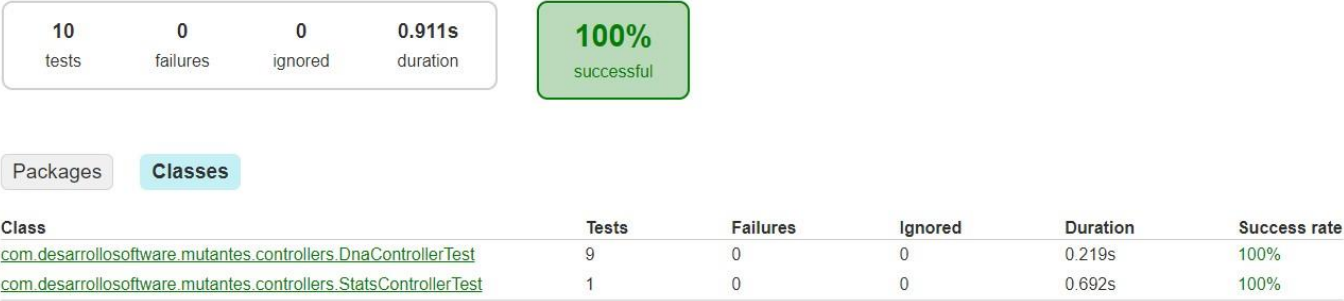 10 0 0 0.911s 100%
tests failures ignored duration successful
Packages Classes
Class Tests Failures Ignored Duration Success rate
com.desarrollosoftware.mutantes.controllers.DnaControllerTest 9 0 0 0.219s 100%
com.desarrollosoftware.mutantes.controllers.StatsControllerTest 1 0 0 0.692s 100%